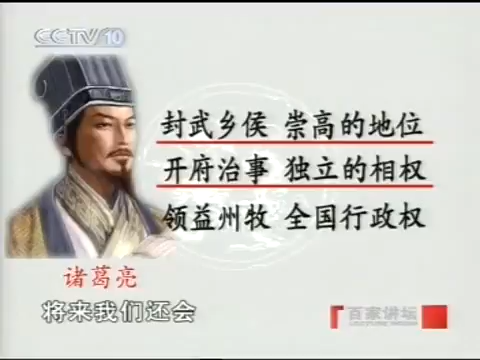 CCTV 10
封武乡侯 崇高的地位
开府治事 独立的相权
领益州牧 全国行政权
诸葛亮
将来我们还会
百家讲坛